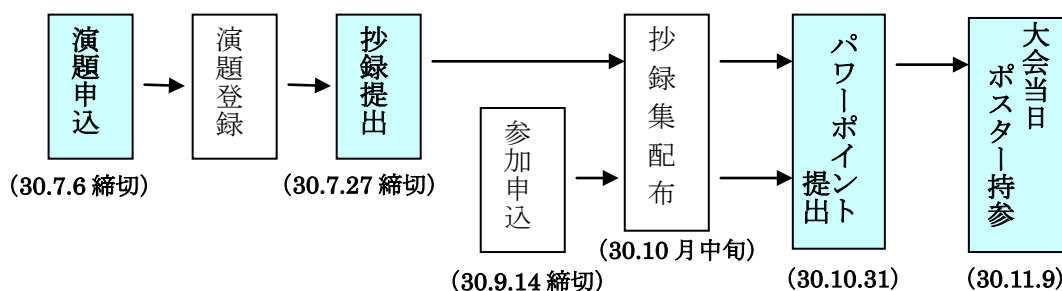 演題申込
(30.7.6 締切)
演題登録
抄録提出
(30.7.27 締切)
参加申込
(30.9.14 締切)
抄録集配布
(30.10 月中旬)
パワーポイント
提出
(30.10.31)
大会当日
ポスター持参
(30.11.9)